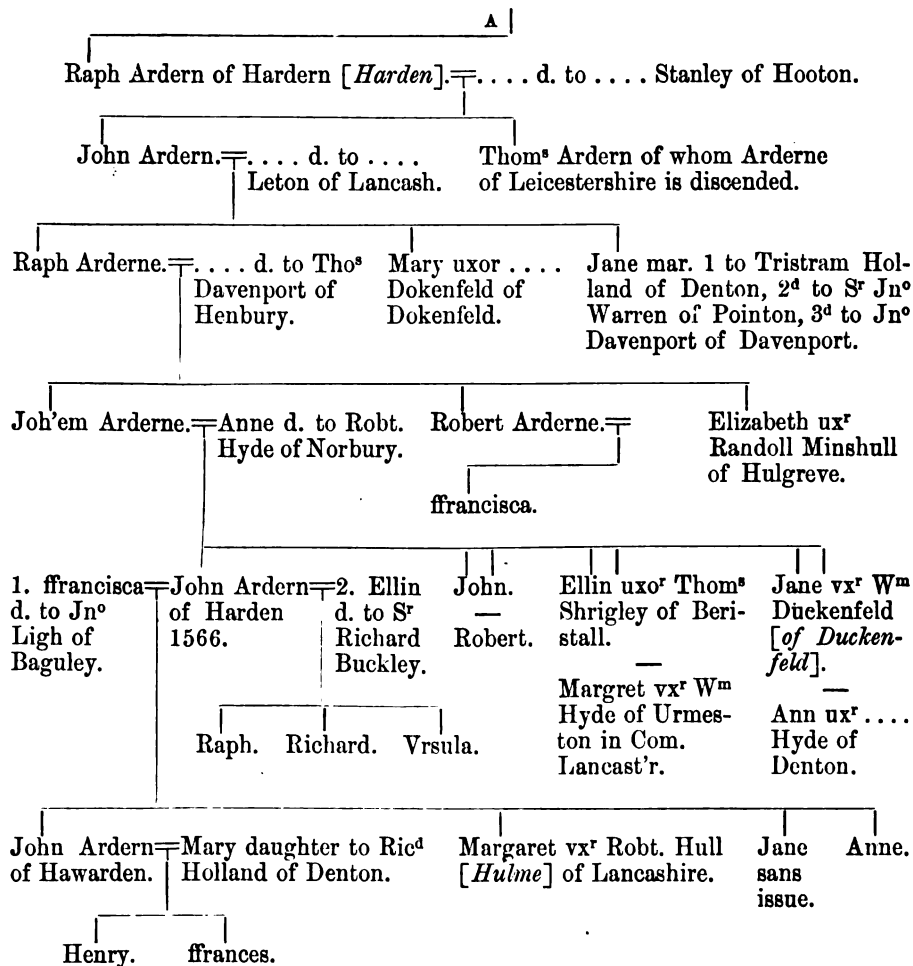 A
Raph Ardern of Hardern [Harden].=. . . . d. to . . . . Stanley of Hooton.
John Ardern.=. . . . d. to . . . .
Leton of Lancash.
Thomˢ Ardern of whom Arderne
of Leicestershire is discended.
Raph Arderne.=. . . . d. to Thoˢ
Davenport of
Henbury.
Mary uxor . . . .
Dokenfeld of
Dokenfeld.
Jane mar. 1 to Tristram Hol-
land of Denton, 2ᵈ to Sʳ Jnᵒ
Warren of Pointon, 3ᵈ to Jnᵒ
Davenport of Davenport.
Joh'em Arderne.=Anne d. to Robt.
Hyde of Norbury.
Robert Arderne.=
ffrancisca.
Elizabeth uxʳ
Randoll Minshull
of Hulgreve.
1. ffrancisca=
d. to Jnᵒ
Ligh of
Baguley.
John Ardern=
of Harden
1566.
2. Ellin
d. to Sʳ
Richard
Buckley.
John.
—
Robert.
Ellin uxoʳ Thomˢ
Shrigley of Beri-
stall.
—
Margret vxʳ Wᵐ
Hyde of Urmes-
ton in Com.
Lancast'r.
Jane vxʳ Wᵐ
Duckenfeld
[of Ducken-
feld].
—
Ann uxʳ . . . .
Hyde of
Denton.
Raph. Richard. Vrsula.
John Ardern=
of Hawarden.
Mary daughter to Ricᵈ
Holland of Denton.
Margaret vxʳ Robt. Hull
[Hulme] of Lancashire.
Jane
sans
issue.
Anne.
Henry. ffrances.